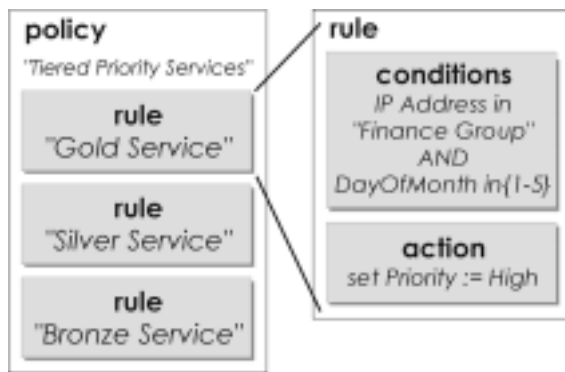 policy
"Tiered Priority Services"
rule
"Gold Service"
rule
"Silver Service"
rule
"Bronze Service"
rule
conditions
IP Address in
"Finance Group"
AND
DayOfMonth in{1-5}
action
set Priority := High